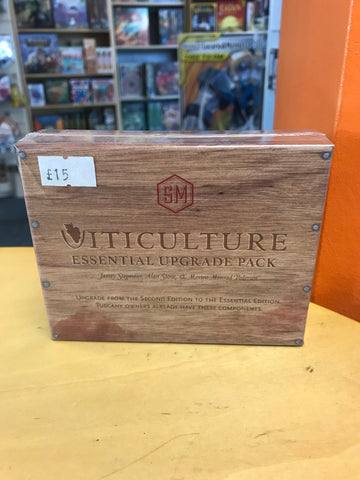 £15
SM
VITICULTURE
ESSENTIAL UPGRADE PACK
Jamey Stegmaier, Alan Stone, & Morten Monrad Pedersen
UPGRADE FROM THE SECOND EDITION TO THE ESSENTIAL EDITION.
TUSCANY OWNERS ALREADY HAVE THESE COMPONENTS.